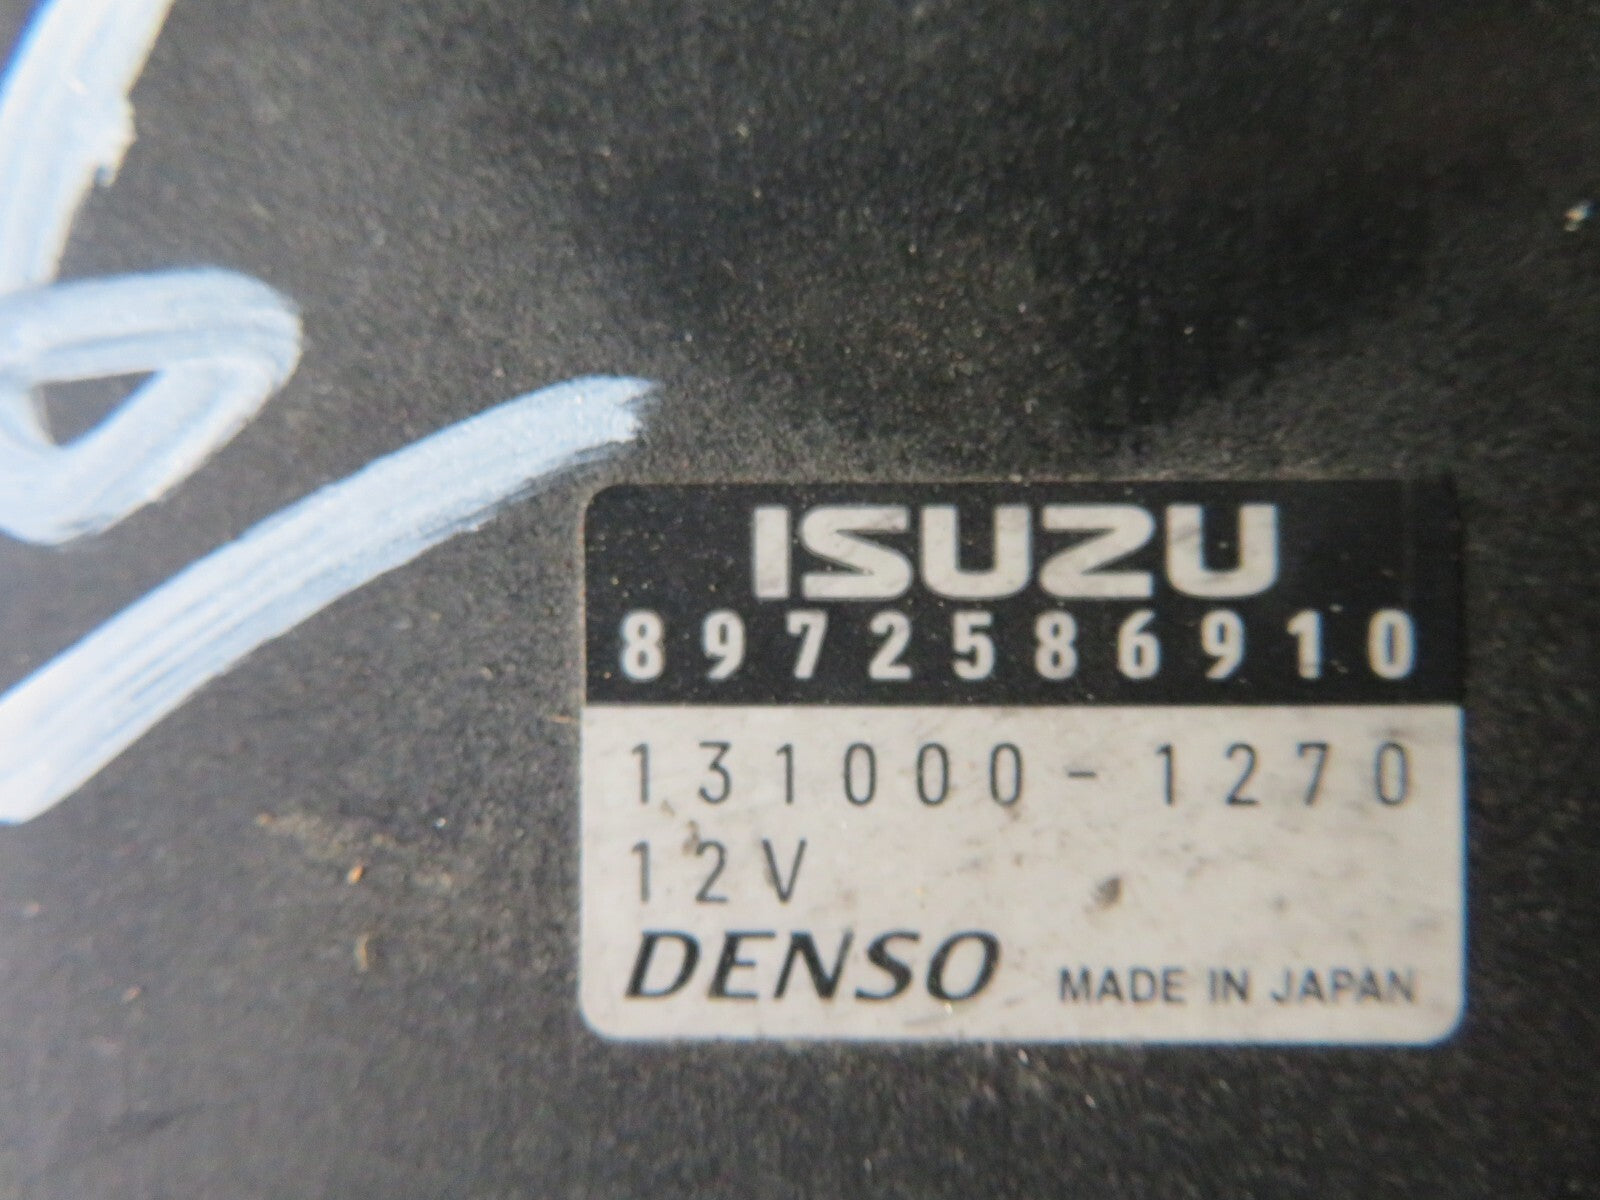 ISUZU
8972586910
131000-1270
12V
DENSO MADE IN JAPAN